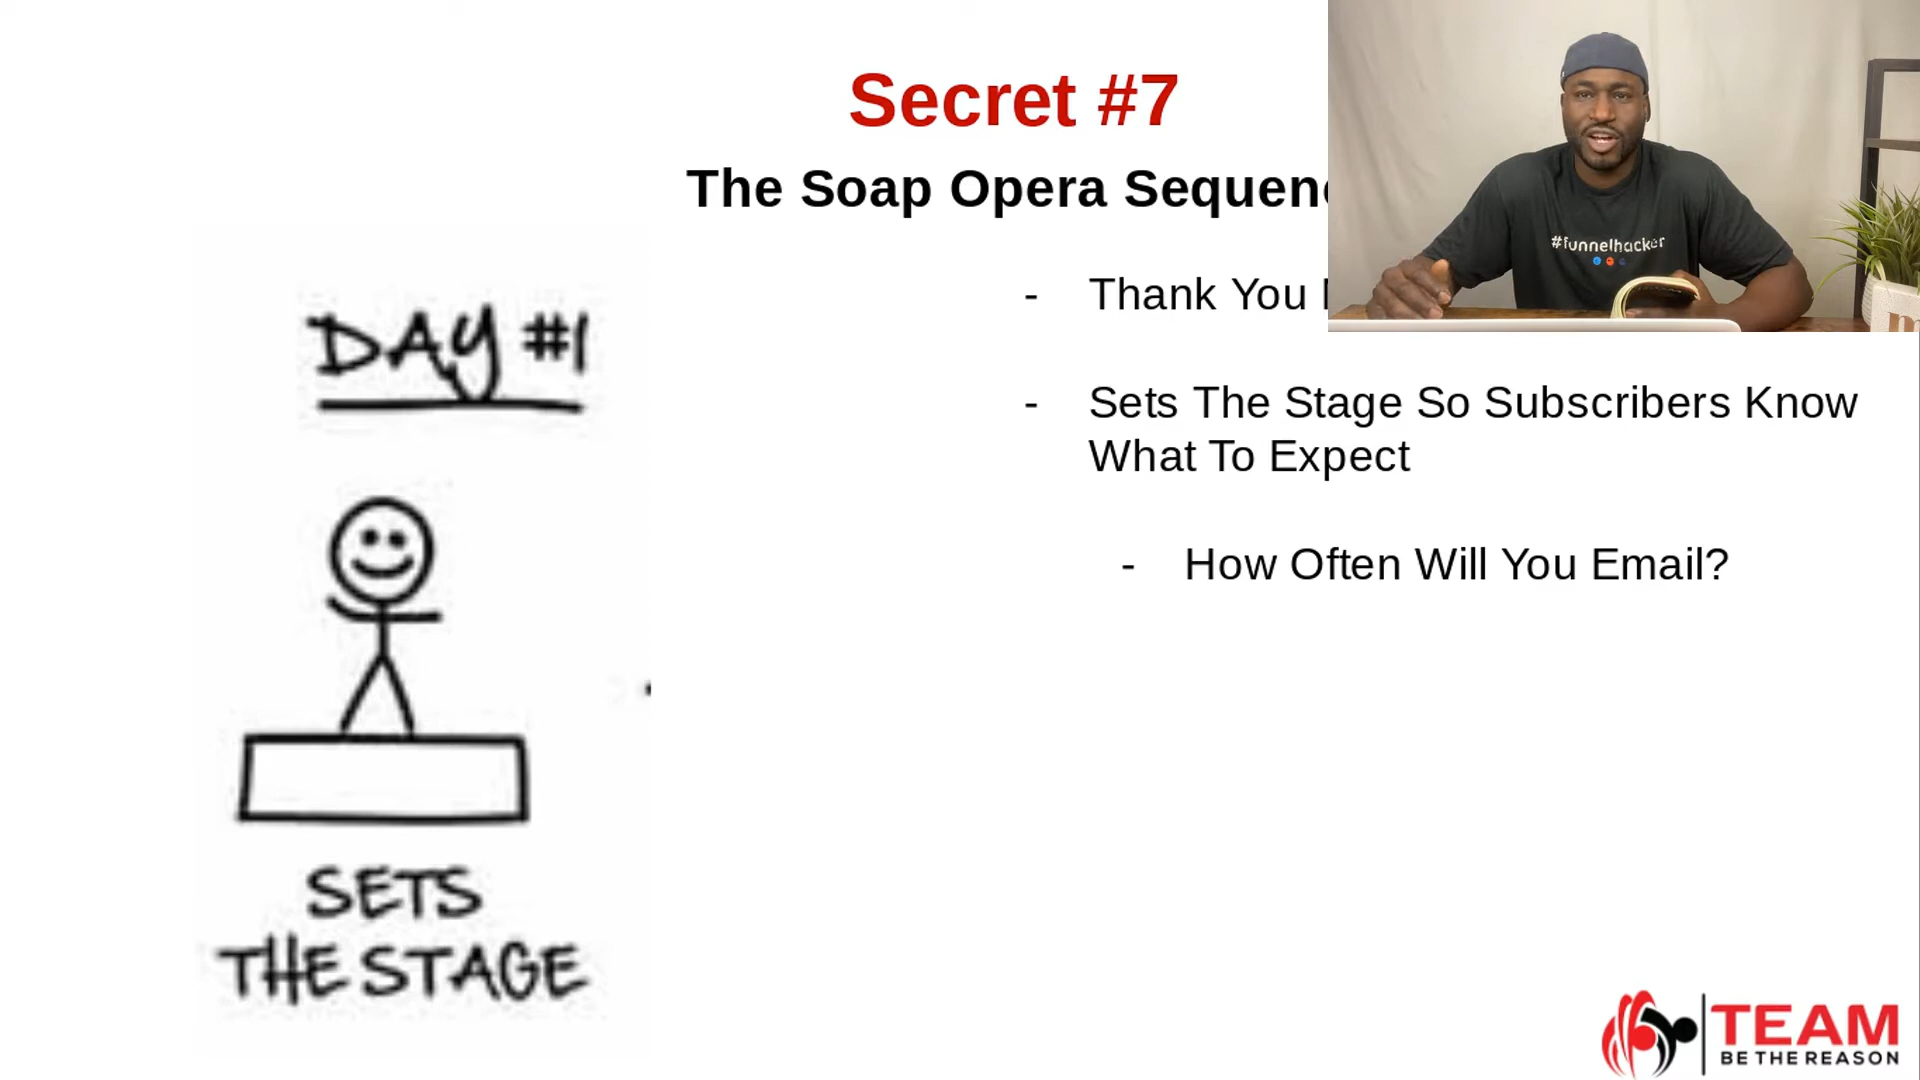 Secret #7
The Soap Opera Sequen
#funnelhacker
- Thank You
- Sets The Stage So Subscribers Know
What To Expect
- How Often Will You Email?
DAY #1
SETS
THE STAGE
TEAM
BE THE REASON